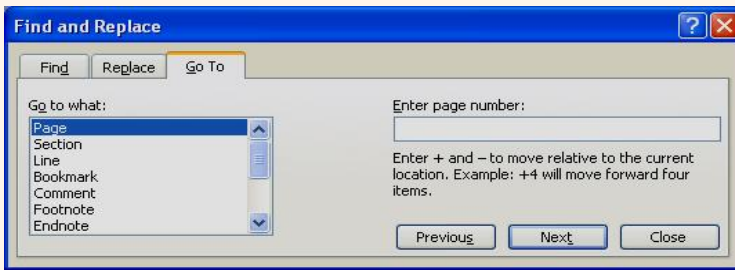 Find and Replace
Find
Replace
Go To
Go to what:
Page
Section
Line
Bookmark
Comment
Footnote
Endnote
Enter page number:
Enter + and – to move relative to the current
location. Example: +4 will move forward four
items.
Previous
Next
Close